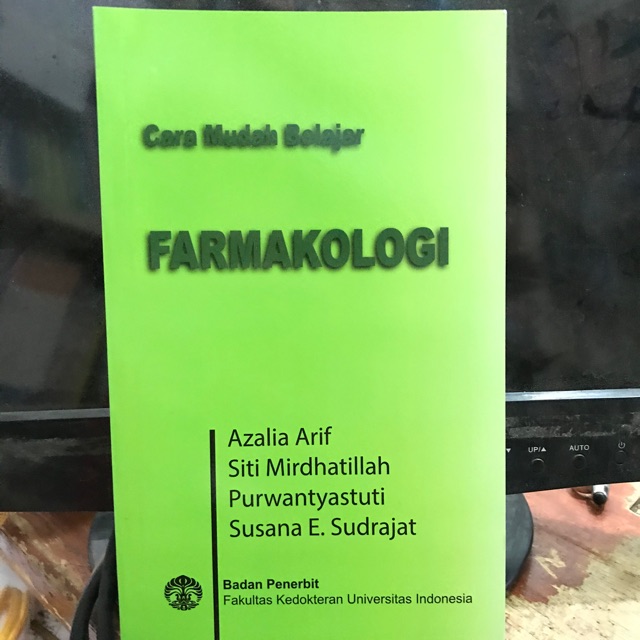 Cara Mudah Belajar
FARMAKOLOGI
Azalia Arif
Siti Mirdhatillah
Purwantyastuti
Susana E. Sudrajat
Badan Penerbit
Fakultas Kedokteran Universitas Indonesia
▼ UP/▲ AUTO